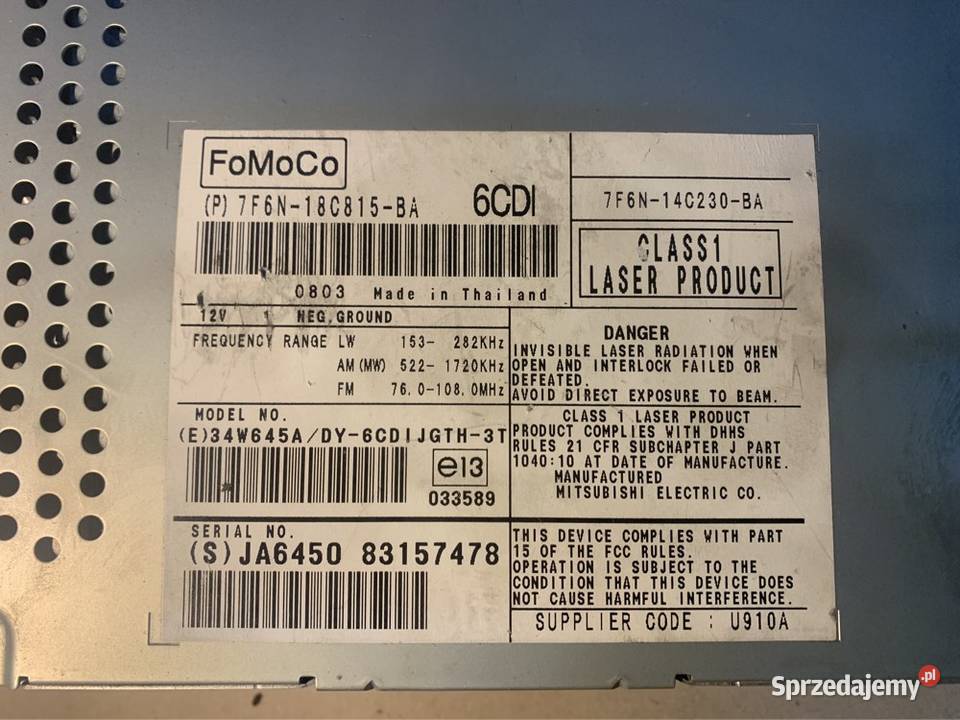 FoMoCo
(P) 7F6N-18C815-BA
6CDI
7F6N-14C230-BA
CLASS1
LASER PRODUCT
0803 Made in Thailand
12V NEG.GROUND
FREQUENCY RANGE LW 153- 282KHz
AM(MW) 522- 1720KHz
FM 76.0-108.0MHz
DANGER
INVISIBLE LASER RADIATION WHEN
OPEN AND INTERLOCK FAILED OR
DEFEATED.
AVOID DIRECT EXPOSURE TO BEAM.
MODEL NO.
(E)34W645A/DY-6CDIJGTH-3T
e13
033589
CLASS 1 LASER PRODUCT
PRODUCT COMPLIES WITH DHHS
RULES 21 CFR SUBCHAPTER J PART
1040:10 AT DATE OF MANUFACTURE.
MANUFACTURED
MITSUBISHI ELECTRIC CO.
SERIAL NO.
(S)JA6450 83157478
THIS DEVICE COMPLIES WITH PART
15 OF THE FCC RULES.
OPERATION IS SUBJECT TO THE
CONDITION THAT THIS DEVICE DOES
NOT CAUSE HARMFUL INTERFERENCE.
SUPPLIER CODE : U910A
Sprzedajemy.pl